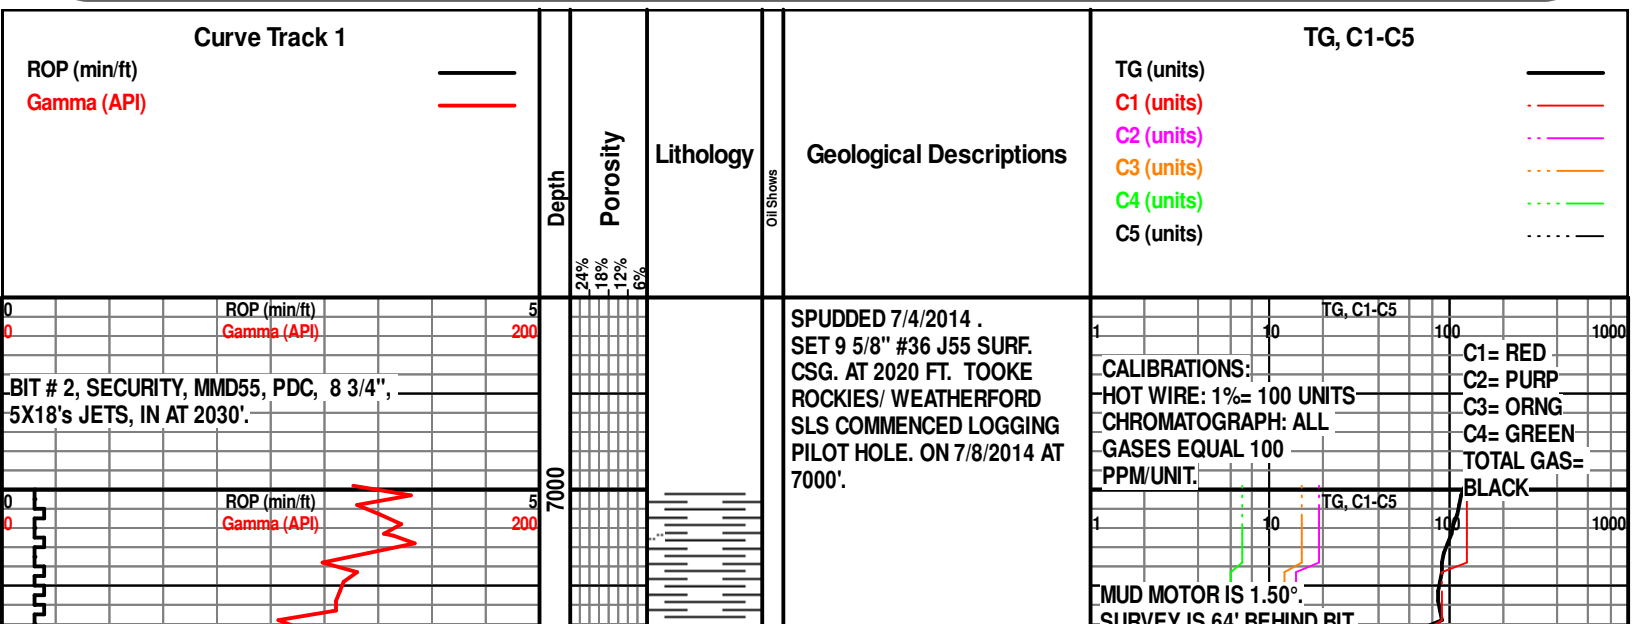 Curve Track 1
ROP (min/ft)
Gamma (API)
Depth
Porosity
24%
18%
12%
6%
Lithology
Oil Shows
Geological Descriptions
TG, C1-C5
TG (units)
C1 (units)
C2 (units)
C3 (units)
C4 (units)
C5 (units)
0 ROP (min/ft) 5
0 Gamma (API) 200
BIT # 2, SECURITY, MMD55, PDC, 8 3/4",
5X18's JETS, IN AT 2030'.
0 ROP (min/ft) 5
0 Gamma (API) 200
7000
SPUDDED 7/4/2014 .
SET 9 5/8" #36 J55 SURF.
CSG. AT 2020 FT. TOOKE
ROCKIES/ WEATHERFORD
SLS COMMENCED LOGGING
PILOT HOLE. ON 7/8/2014 AT
7000'.
TG, C1-C5
1 10 100 1000
CALIBRATIONS:
HOT WIRE: 1%= 100 UNITS
CHROMATOGRAPH: ALL
GASES EQUAL 100
PPM/UNIT.
C1= RED
C2= PURP
C3= ORNG
C4= GREEN
TOTAL GAS=
BLACK
TG, C1-C5
1 10 100 1000
MUD MOTOR IS 1.50°.
SURVEY IS 64' BEHIND BIT